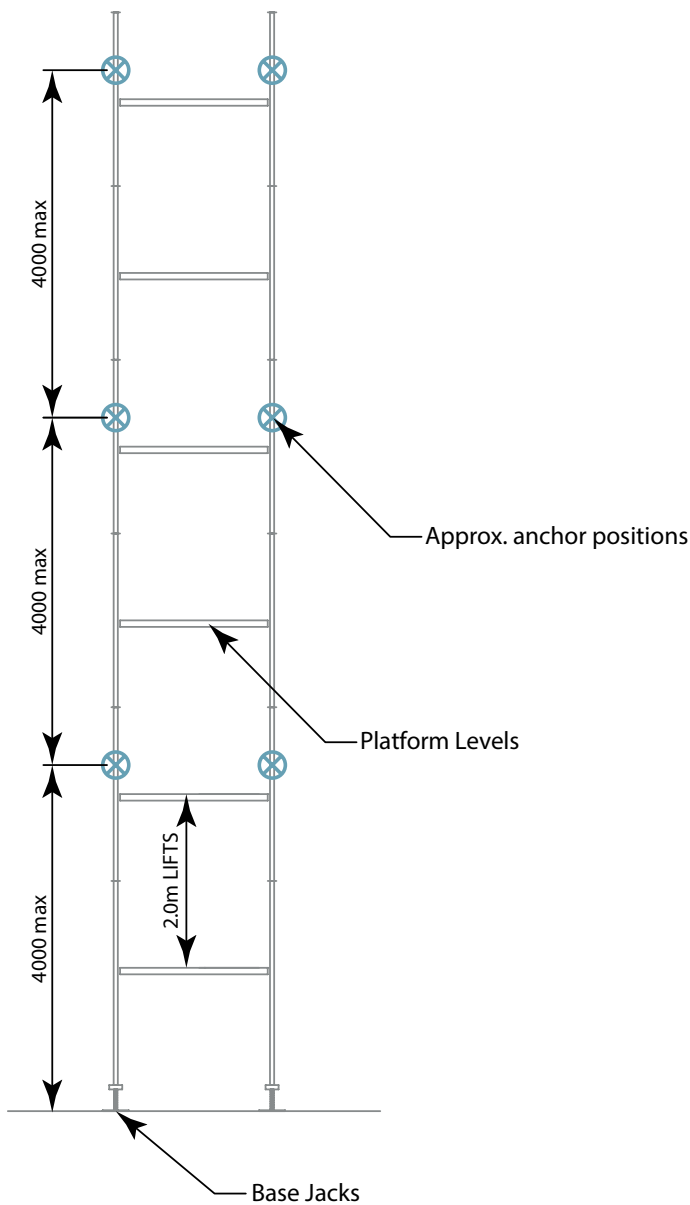 4000 max
Approx. anchor positions
4000 max
Platform Levels
2.0m LIFTS
4000 max
Base Jacks